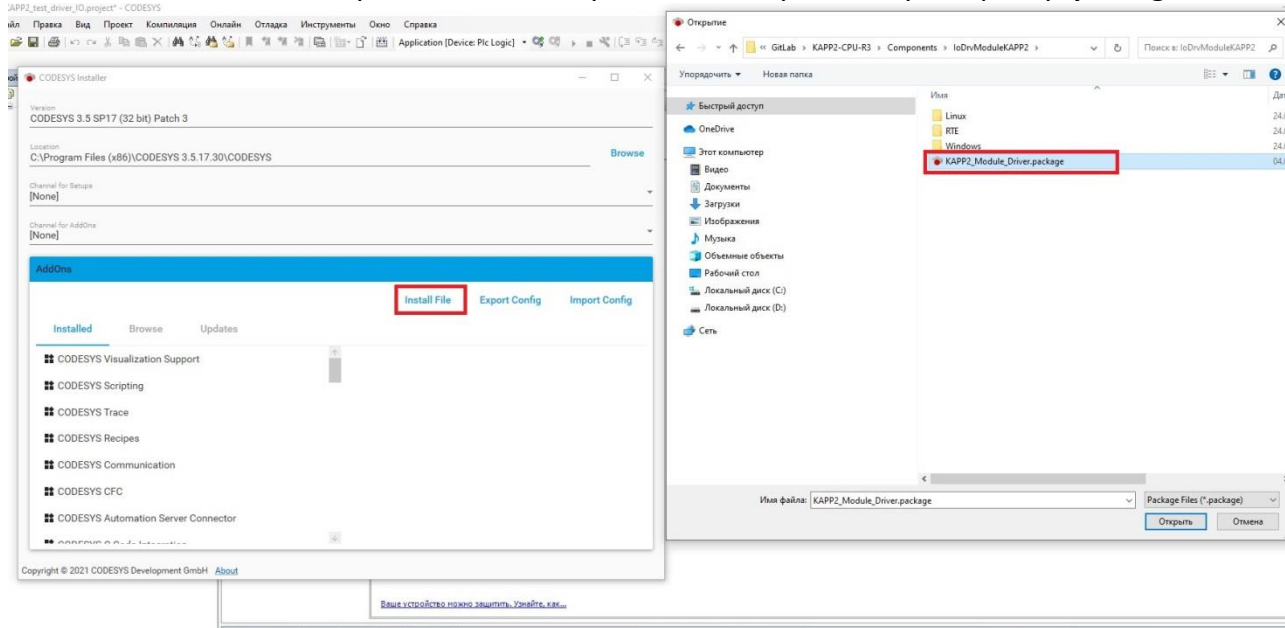 KAPP2_test_driver_IO.project* - CODESYS
Правка Вид Проект Компиляция Онлайн Отладка Инструменты Окно Справка
Application [Device: Plc Logic]
CODESYS Installer
Version
CODESYS 3.5 SP17 (32 bit) Patch 3
Location
C:\Program Files (x86)\CODESYS 3.5.17.30\CODESYS
Browse
Channel for Setups
[None]
Channel for AddOns
[None]
AddOns
Install File Export Config Import Config
Installed Browse Updates
CODESYS Visualization Support
CODESYS Scripting
CODESYS Trace
CODESYS Recipes
CODESYS Communication
CODESYS CFC
CODESYS Automation Server Connector
Copyright © 2021 CODESYS Development GmbH About
Ваше устройство можно защитить. Узнайте, как...
Открытие
« GitLab › KAPP2-CPU-R3 › Components › IoDrvModuleKAPP2 ›
Поиск в: IoDrvModuleKAPP2
Упорядочить Новая папка
Быстрый доступ
OneDrive
Этот компьютер
Видео
Документы
Загрузки
Изображения
Музыка
Объемные объекты
Рабочий стол
Локальный диск (C:)
Локальный диск (D:)
Сеть
Имя
Linux 24.
RTE 24.
Windows 24.
KAPP2_Module_Driver.package 04.
Имя файла: KAPP2_Module_Driver.package
Package Files (*.package)
Открыть Отмена